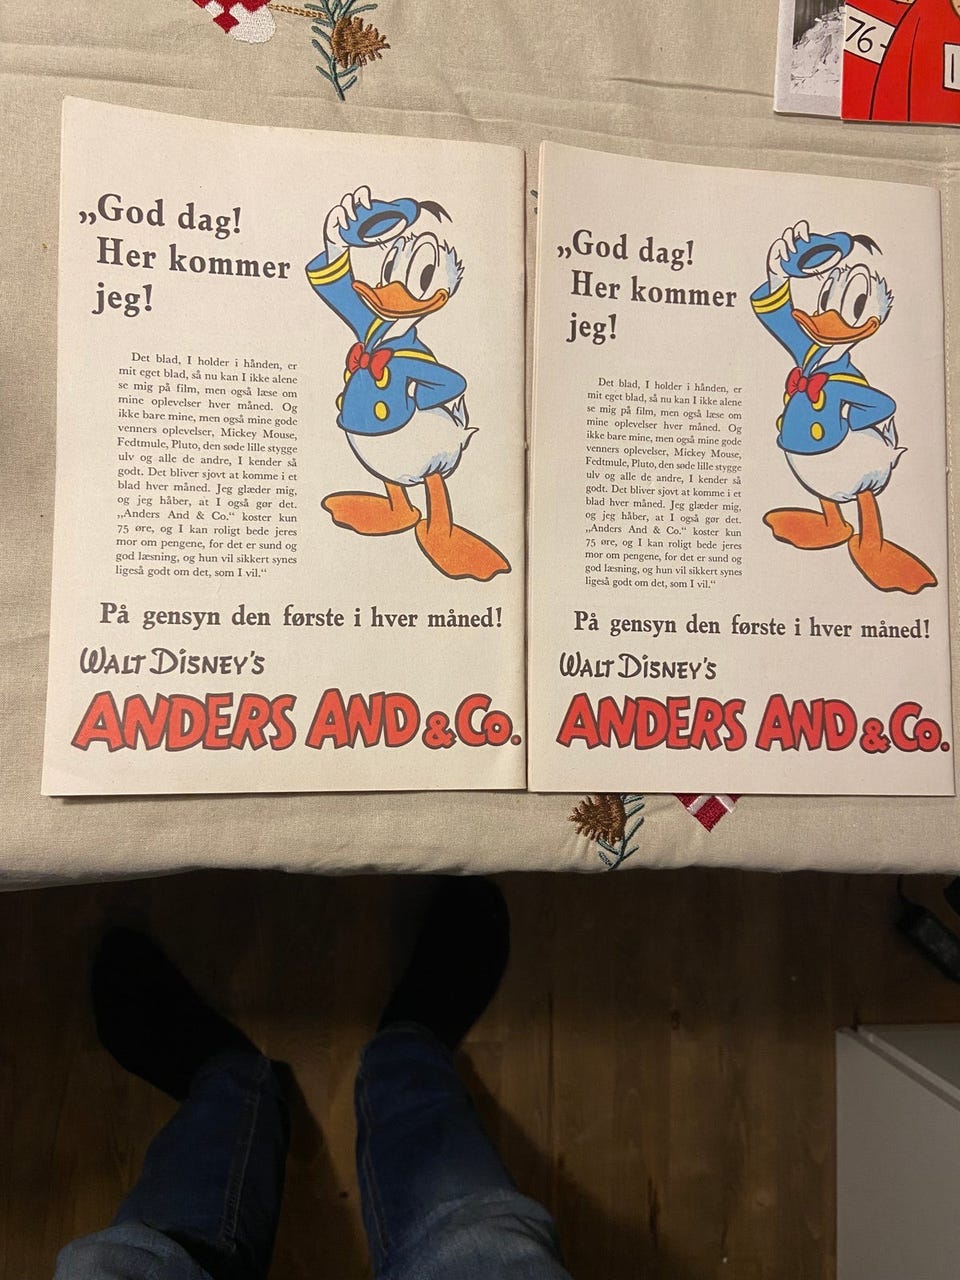 „God dag!
Her kommer
jeg!
Det blad, I holder i hånden, er
mit eget blad, så nu kan I ikke alene
se mig på film, men også læse om
mine oplevelser hver måned. Og
ikke bare mine, men også mine gode
venners oplevelser, Mickey Mouse,
Fedtmule, Pluto, den søde lille stygge
ulv og alle de andre, I kender så
godt. Det bliver sjovt at komme i et
blad hver måned. Jeg glæder mig,
og jeg håber, at I også gør det.
„Anders And & Co.“ koster kun
75 øre, og I kan roligt bede jeres
mor om pengene, for det er sund og
god læsning, og hun vil sikkert synes
ligeså godt om det, som I vil.“
På gensyn den første i hver måned!
WALT DISNEY'S
ANDERS AND & Co.
„God dag!
Her kommer
jeg!
Det blad, I holder i hånden, er
mit eget blad, så nu kan I ikke alene
se mig på film, men også læse om
mine oplevelser hver måned. Og
ikke bare mine, men også mine gode
venners oplevelser, Mickey Mouse,
Fedtmule, Pluto, den søde lille stygge
ulv og alle de andre, I kender så
godt. Det bliver sjovt at komme i et
blad hver måned. Jeg glæder mig,
og jeg håber, at I også gør det.
„Anders And & Co.“ koster kun
75 øre, og I kan roligt bede jeres
mor om pengene, for det er sund og
god læsning, og hun vil sikkert synes
ligeså godt om det, som I vil.“
På gensyn den første i hver måned!
WALT DISNEY'S
ANDERS AND & Co.
76-